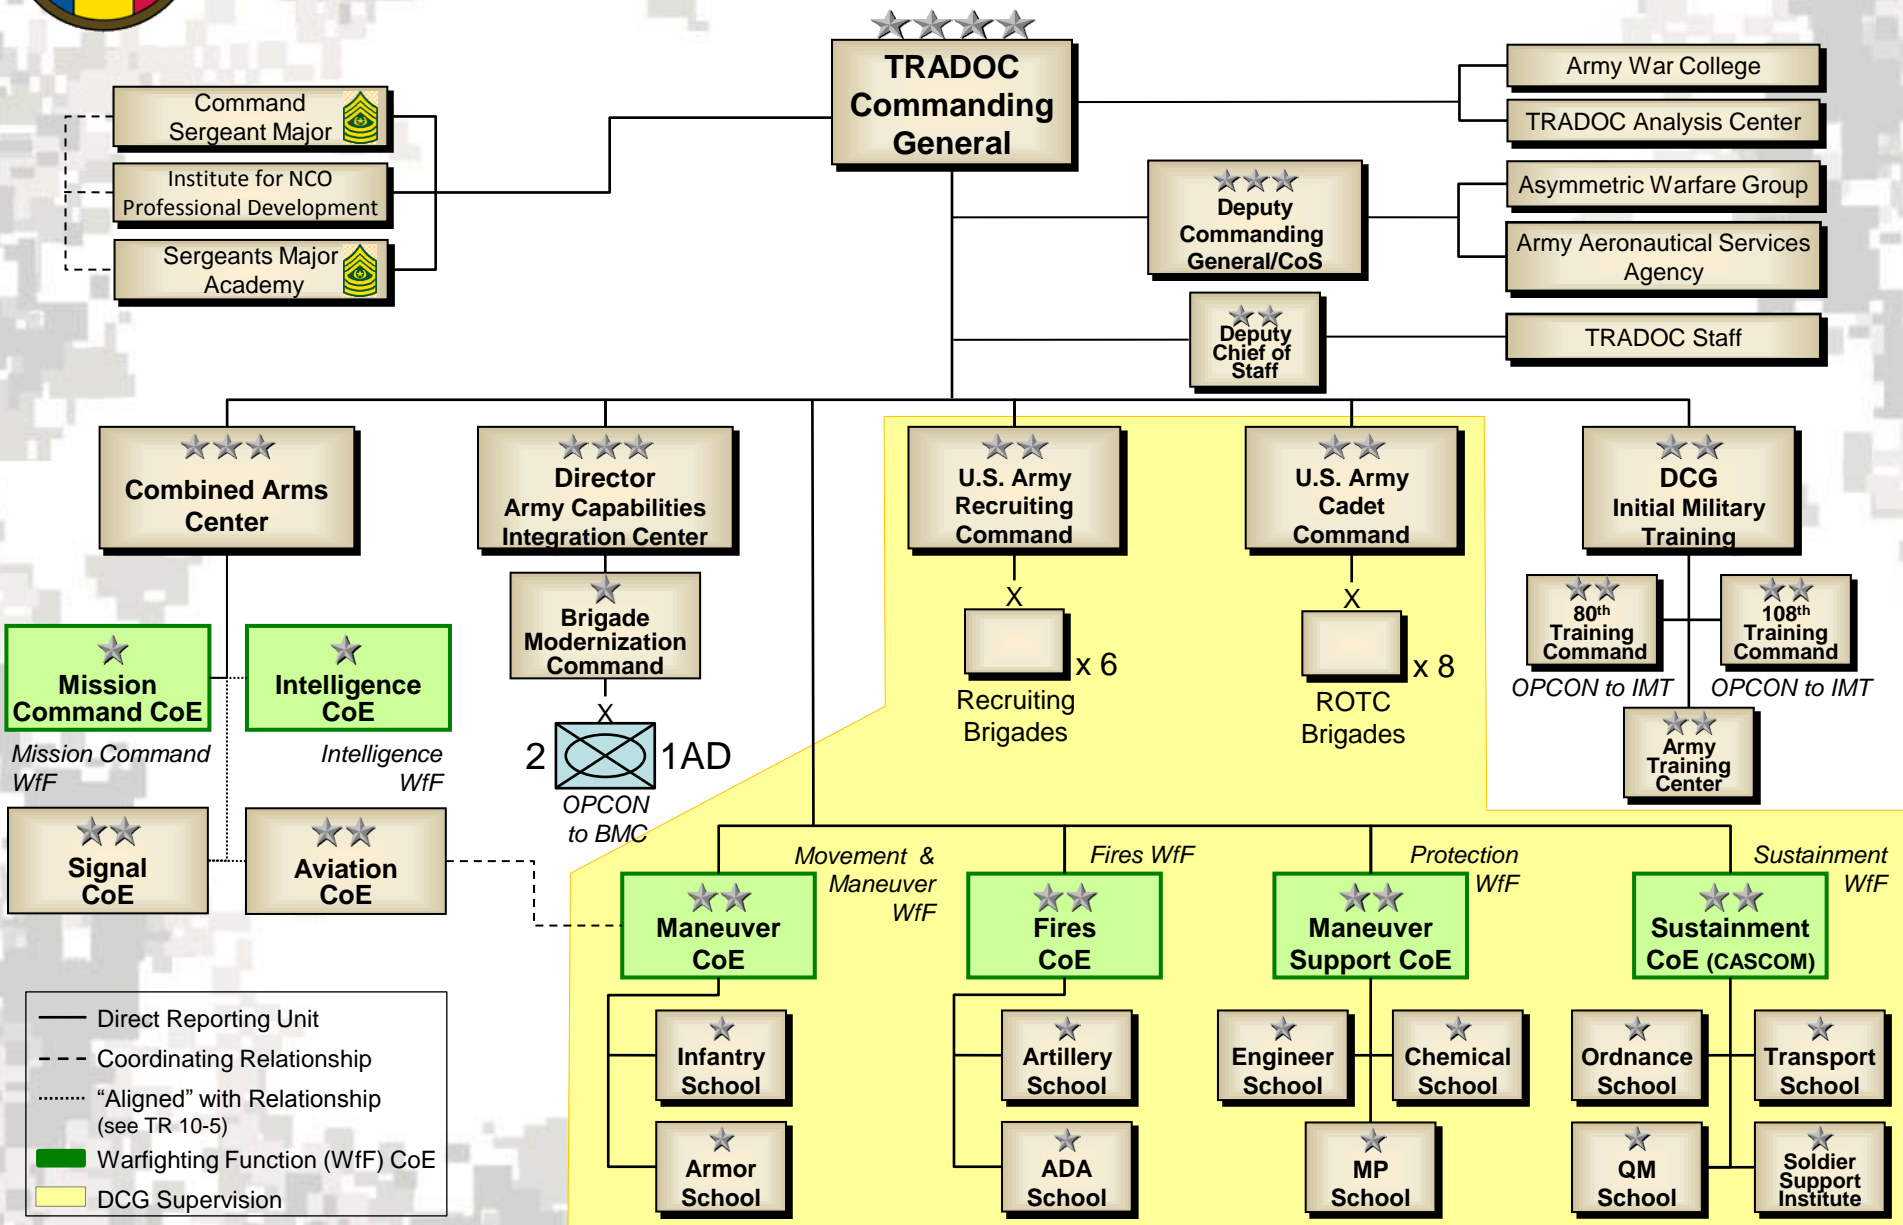 TRADOC
Commanding
General
Command
Sergeant Major
Institute for NCO
Professional Development
Sergeants Major
Academy
Army War College
TRADOC Analysis Center
Deputy
Commanding
General/CoS
Asymmetric Warfare Group
Army Aeronautical Services
Agency
Deputy
Chief of
Staff
TRADOC Staff
Combined Arms
Center
Director
Army Capabilities
Integration Center
U.S. Army
Recruiting
Command
U.S. Army
Cadet
Command
DCG
Initial Military
Training
Brigade
Modernization
Command
X
x 6
Recruiting
Brigades
X
x 8
ROTC
Brigades
80th
Training
Command
OPCON to IMT
108th
Training
Command
OPCON to IMT
Army
Training
Center
Mission
Command CoE
Mission Command
WfF
Intelligence
CoE
Intelligence
WfF
X
2
1AD
OPCON
to BMC
Signal
CoE
Aviation
CoE
Movement &
Maneuver
WfF
Maneuver
CoE
Fires WfF
Fires
CoE
Protection
WfF
Maneuver
Support CoE
Sustainment
WfF
Sustainment
CoE (CASCOM)
Infantry
School
Armor
School
Artillery
School
ADA
School
Engineer
School
Chemical
School
MP
School
Ordnance
School
Transport
School
QM
School
Soldier
Support
Institute
Direct Reporting Unit
Coordinating Relationship
“Aligned” with Relationship
(see TR 10-5)
Warfighting Function (WfF) CoE
DCG Supervision